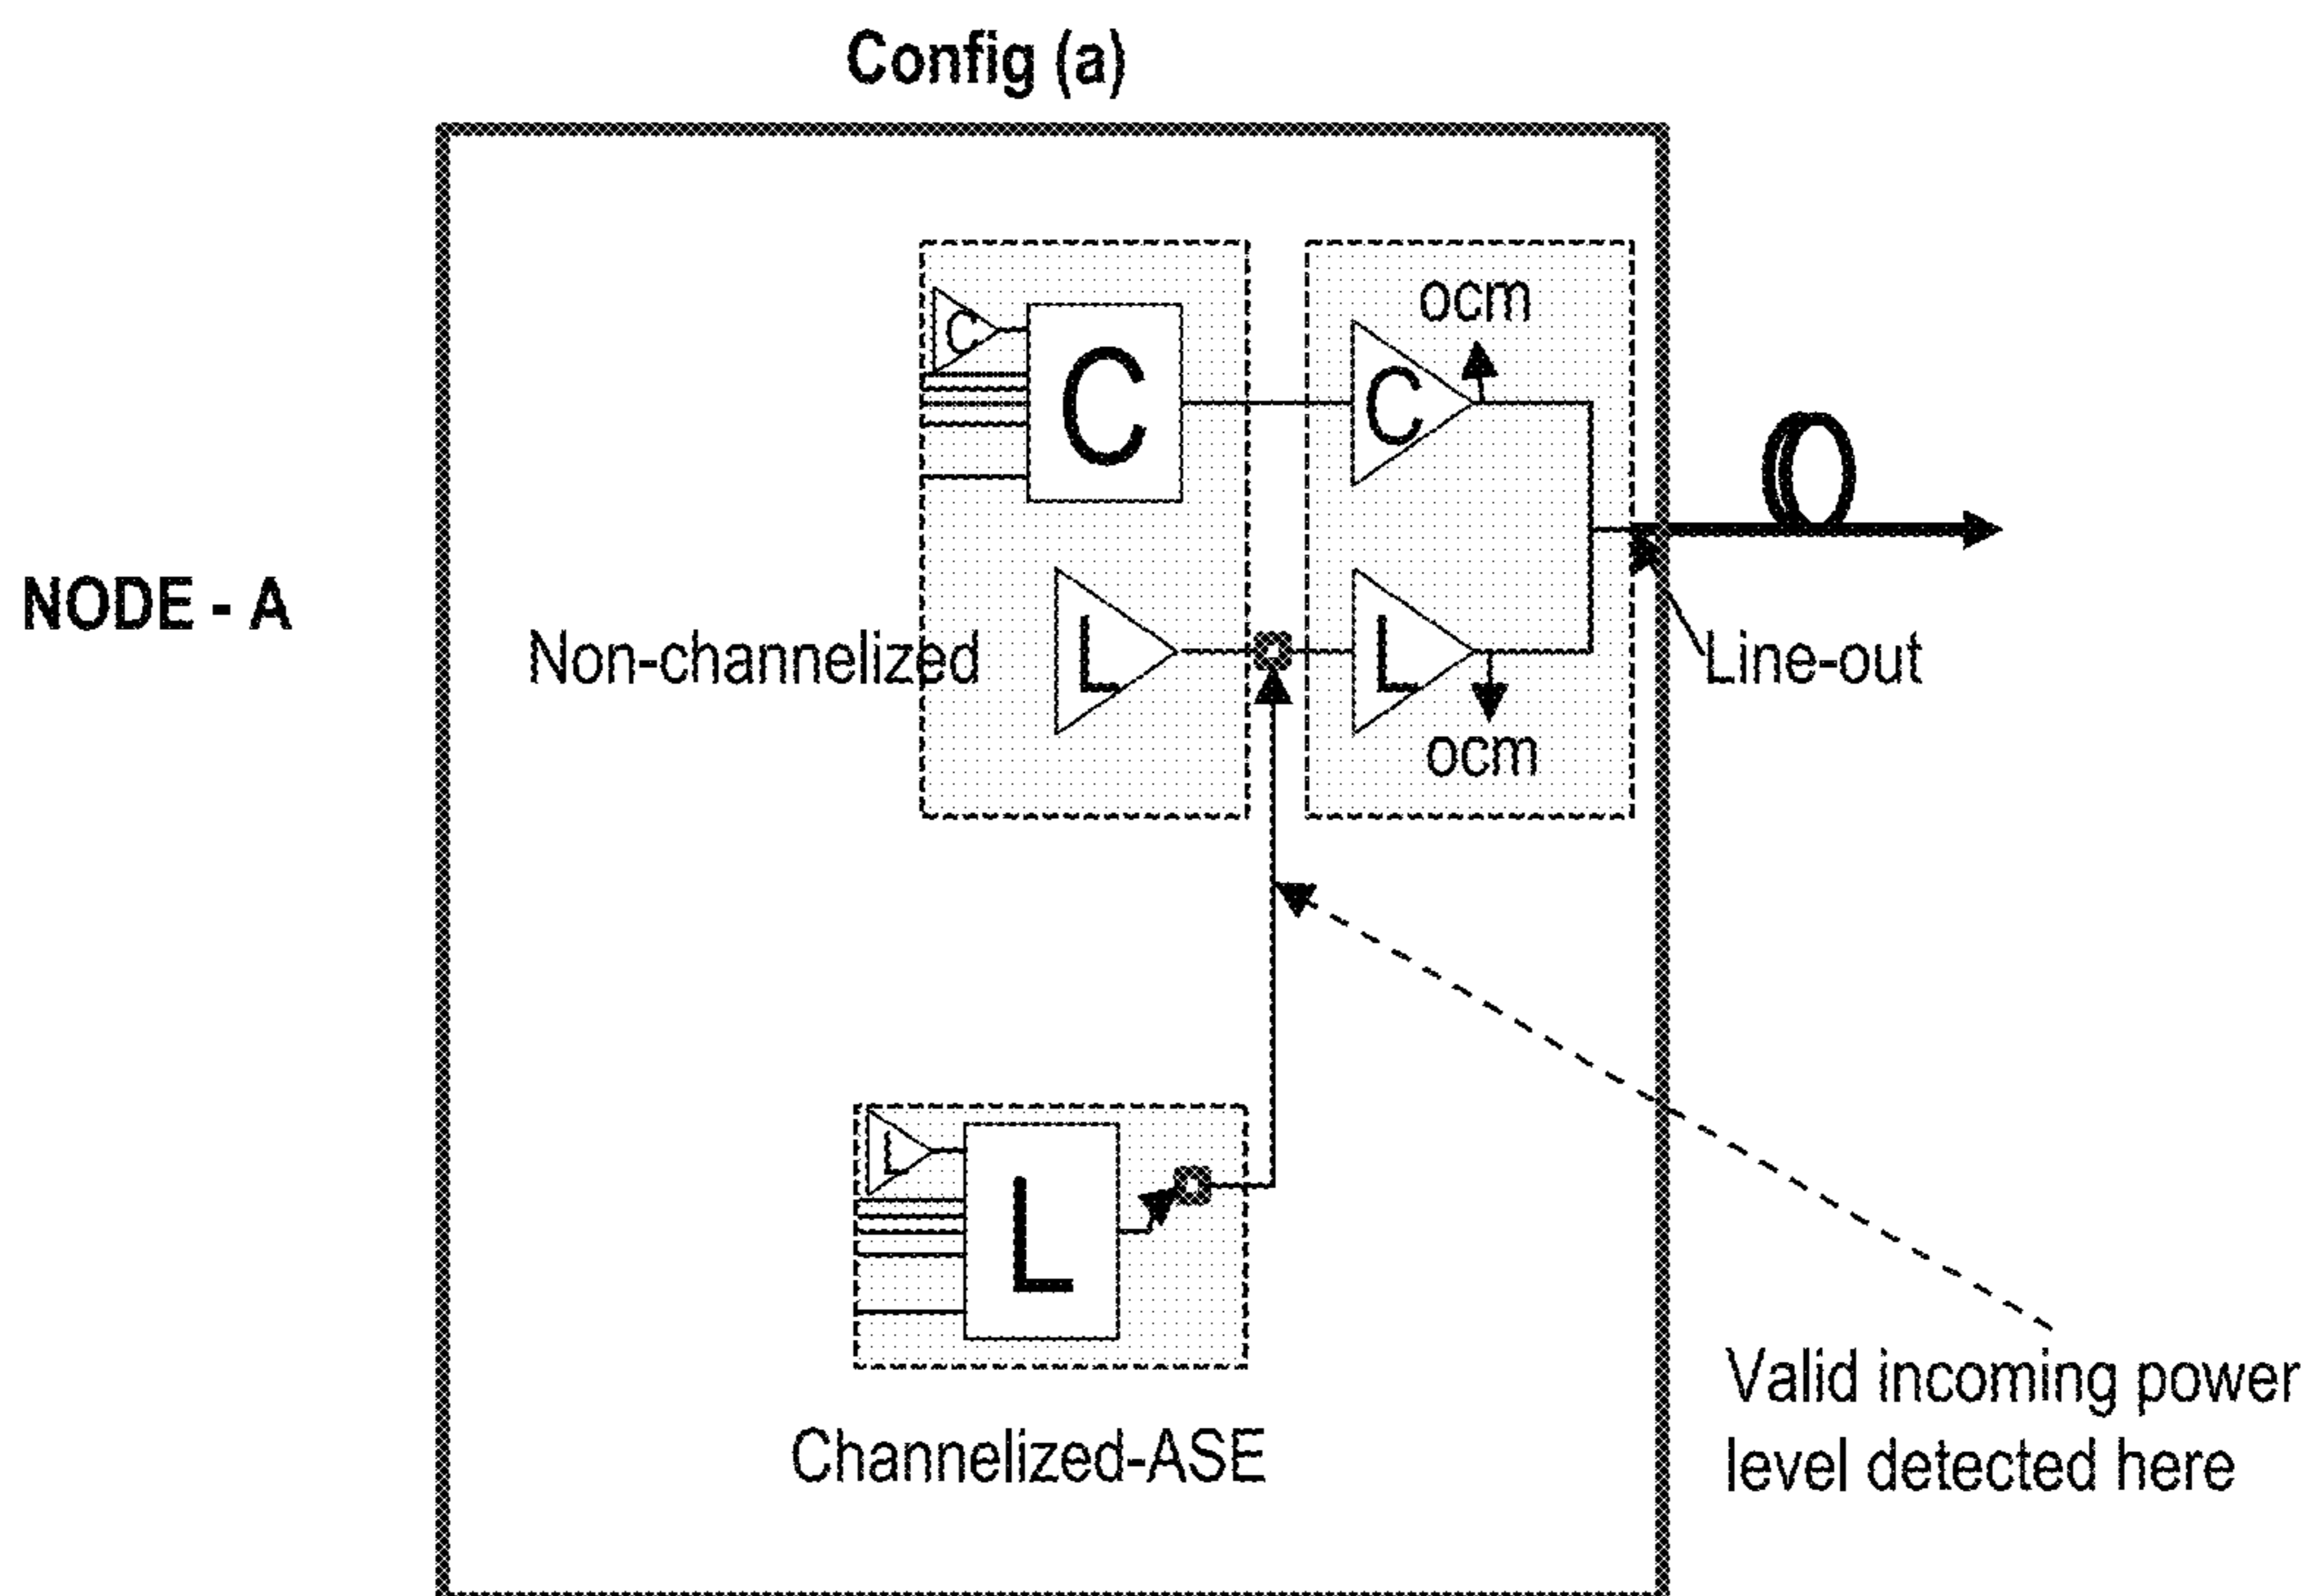 Config (a)
C
C
ocm
C
NODE - A
Non-channelized
L
L
Line-out
ocm
L
L
Channelized-ASE
Valid incoming power
level detected here